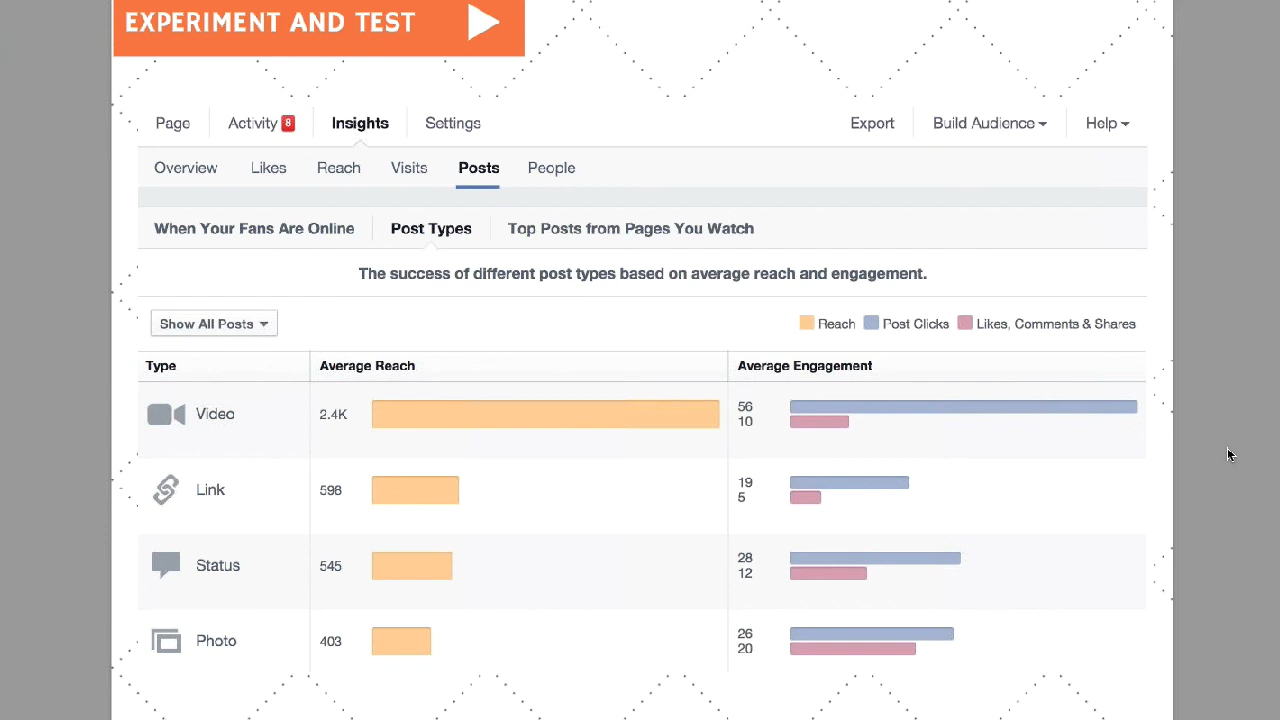 EXPERIMENT AND TEST
Page Activity 8 Insights Settings Export Build Audience Help
Overview Likes Reach Visits Posts People
When Your Fans Are Online Post Types Top Posts from Pages You Watch
The success of different post types based on average reach and engagement.
Show All Posts Reach Post Clicks Likes, Comments & Shares
Type Average Reach Average Engagement
Video 2.4K 56
10
Link 598 19
5
Status 545 28
12
Photo 403 26
20